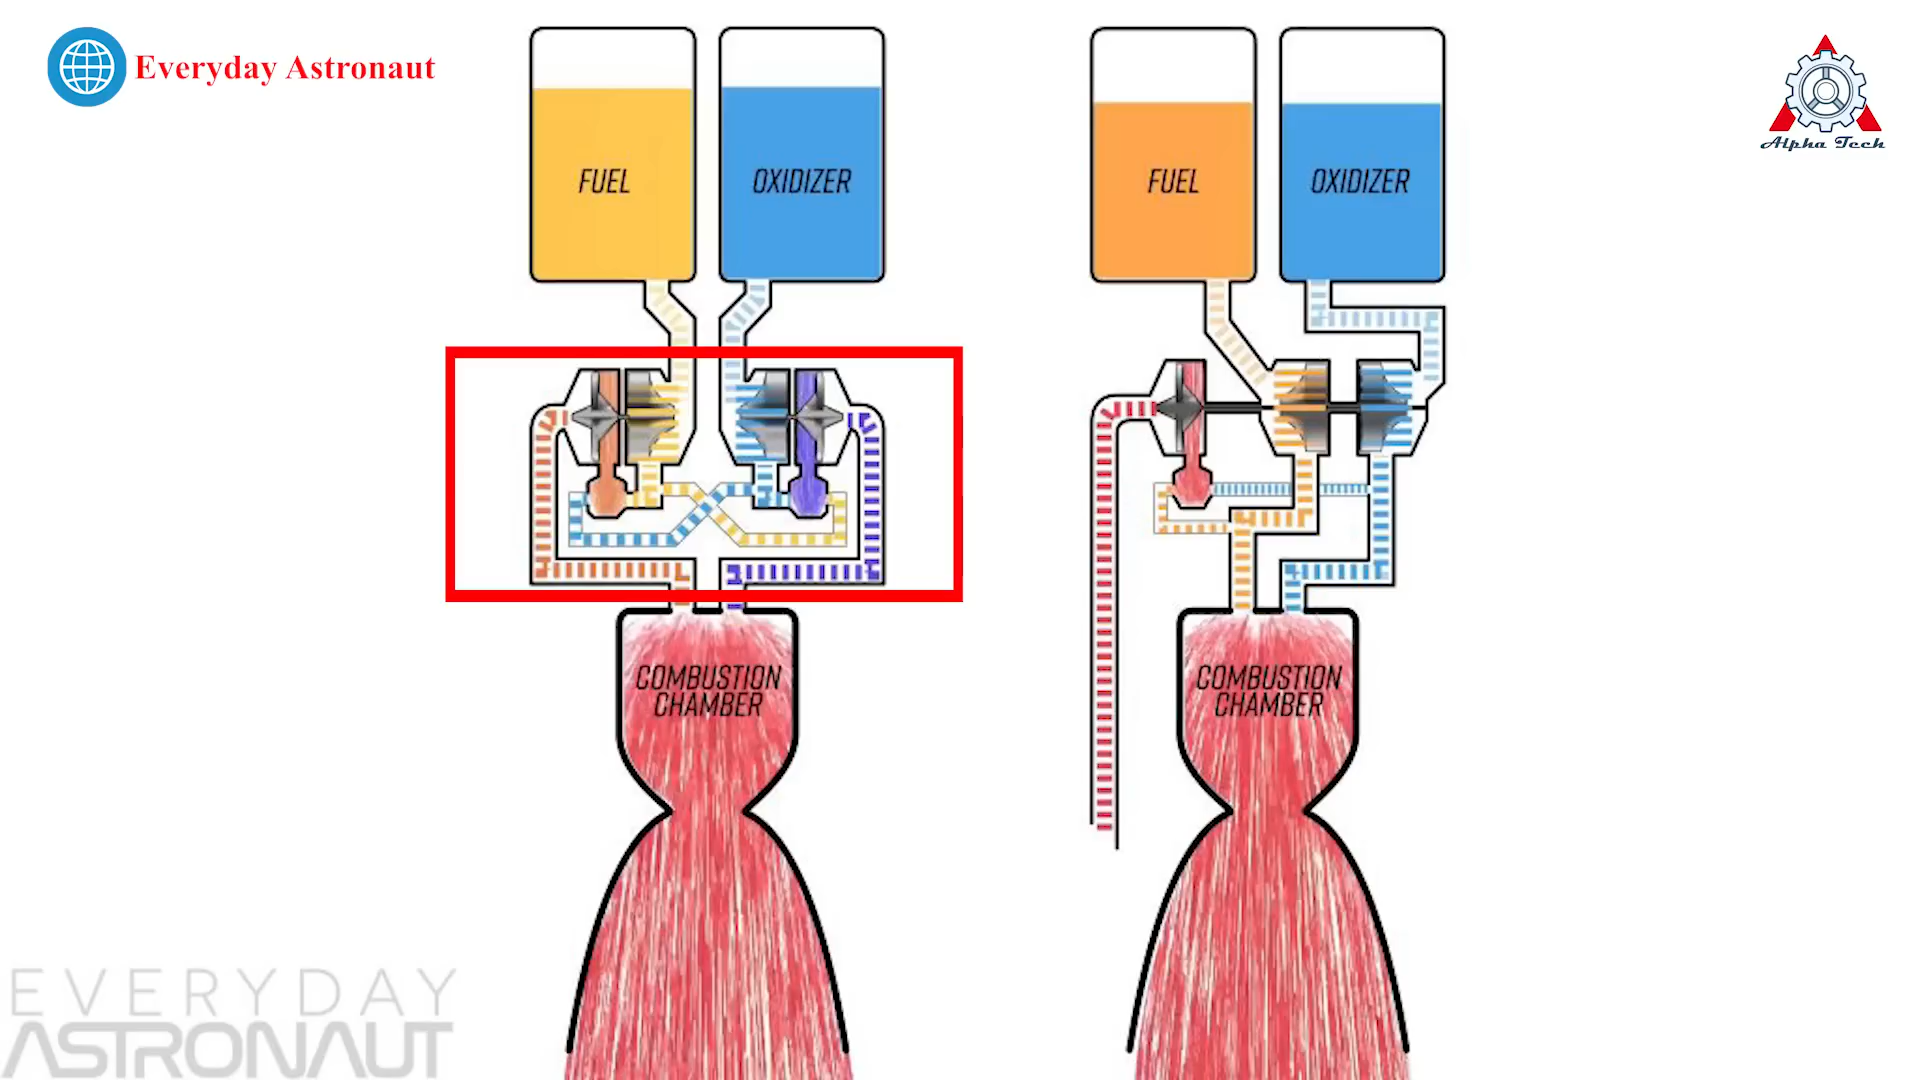 Everyday Astronaut
FUEL
OXIDIZER
FUEL
OXIDIZER
Alpha Tech
COMBUSTION
CHAMBER
COMBUSTION
CHAMBER
EVERYDAY
ASTRONAUT